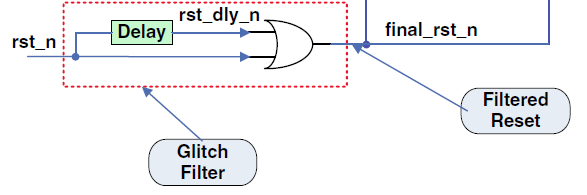 rst_dly_n
Delay
rst_n
final_rst_n
Filtered
Reset
Glitch
Filter